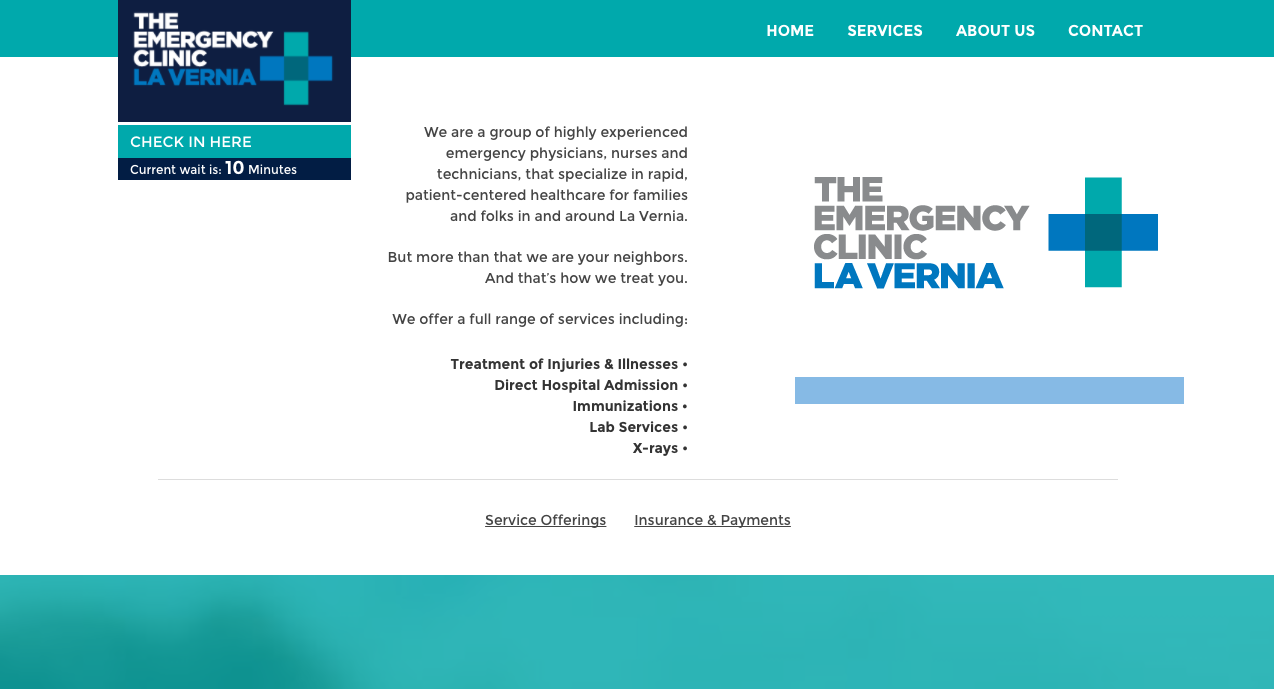 THE
EMERGENCY
CLINIC
LA VERNIA
HOME SERVICES ABOUT US CONTACT
CHECK IN HERE
Current wait is: 10 Minutes
We are a group of highly experienced
emergency physicians, nurses and
technicians, that specialize in rapid,
patient-centered healthcare for families
and folks in and around La Vernia.
But more than that we are your neighbors.
And that's how we treat you.
We offer a full range of services including:
Treatment of Injuries & Illnesses •
Direct Hospital Admission •
Immunizations •
Lab Services •
X-rays •
THE
EMERGENCY
CLINIC
LA VERNIA
Service Offerings Insurance & Payments